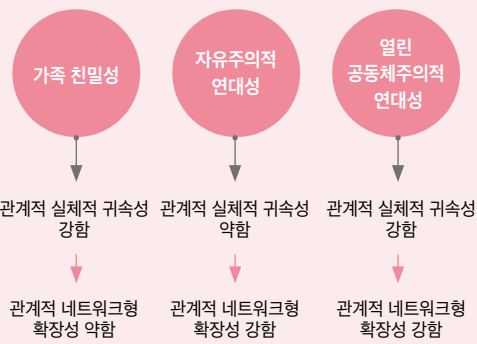 가족 친밀성
자유주의적
연대성
열린
공동체주의적
연대성
관계적 실체적 귀속성
강함
관계적 실체적 귀속성
약함
관계적 실체적 귀속성
강함
관계적 네트워크형
확장성 약함
관계적 네트워크형
확장성 강함
관계적 네트워크형
확장성 강함